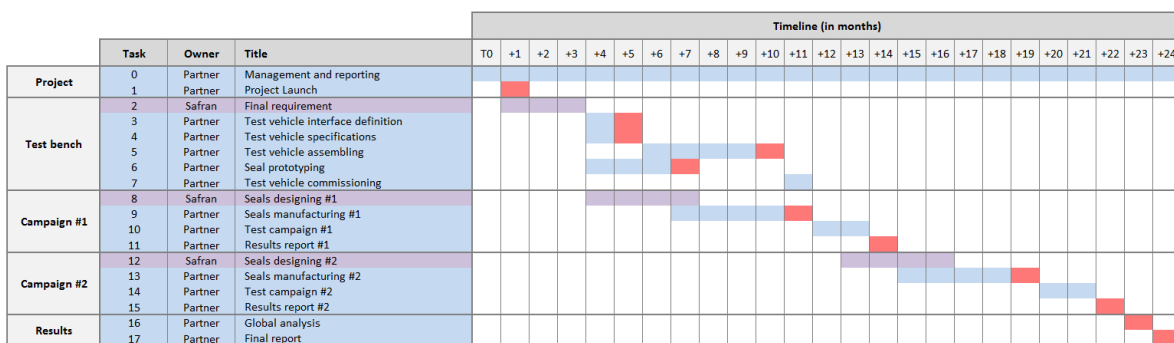 Timeline (in months)
Task Owner Title T0 +1 +2 +3 +4 +5 +6 +7 +8 +9 +10 +11 +12 +13 +14 +15 +16 +17 +18 +19 +20 +21 +22 +23 +24
Project
0 Partner Management and reporting
1 Partner Project Launch
Test bench
2 Safran Final requirement
3 Partner Test vehicle interface definition
4 Partner Test vehicle specifications
5 Partner Test vehicle assembling
6 Partner Seal prototyping
7 Partner Test vehicle commissioning
Campaign #1
8 Safran Seals designing #1
9 Partner Seals manufacturing #1
10 Partner Test campaign #1
11 Partner Results report #1
Campaign #2
12 Safran Seals designing #2
13 Partner Seals manufacturing #2
14 Partner Test campaign #2
15 Partner Results report #2
Results
16 Partner Global analysis
17 Partner Final report